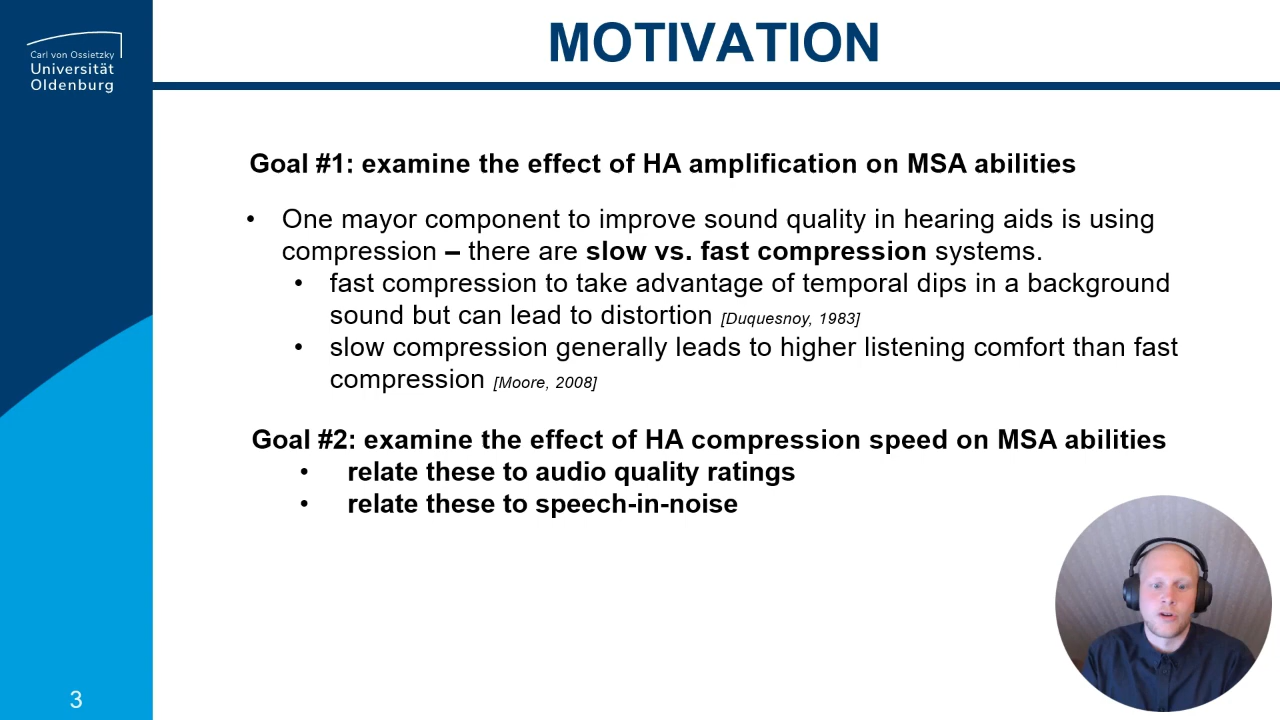 Carl von Ossietzky
Universität
Oldenburg
MOTIVATION
Goal #1: examine the effect of HA amplification on MSA abilities
• One mayor component to improve sound quality in hearing aids is using
compression – there are slow vs. fast compression systems.
• fast compression to take advantage of temporal dips in a background
sound but can lead to distortion [Duquesnoy, 1983]
• slow compression generally leads to higher listening comfort than fast
compression [Moore, 2008]
Goal #2: examine the effect of HA compression speed on MSA abilities
• relate these to audio quality ratings
• relate these to speech-in-noise
3